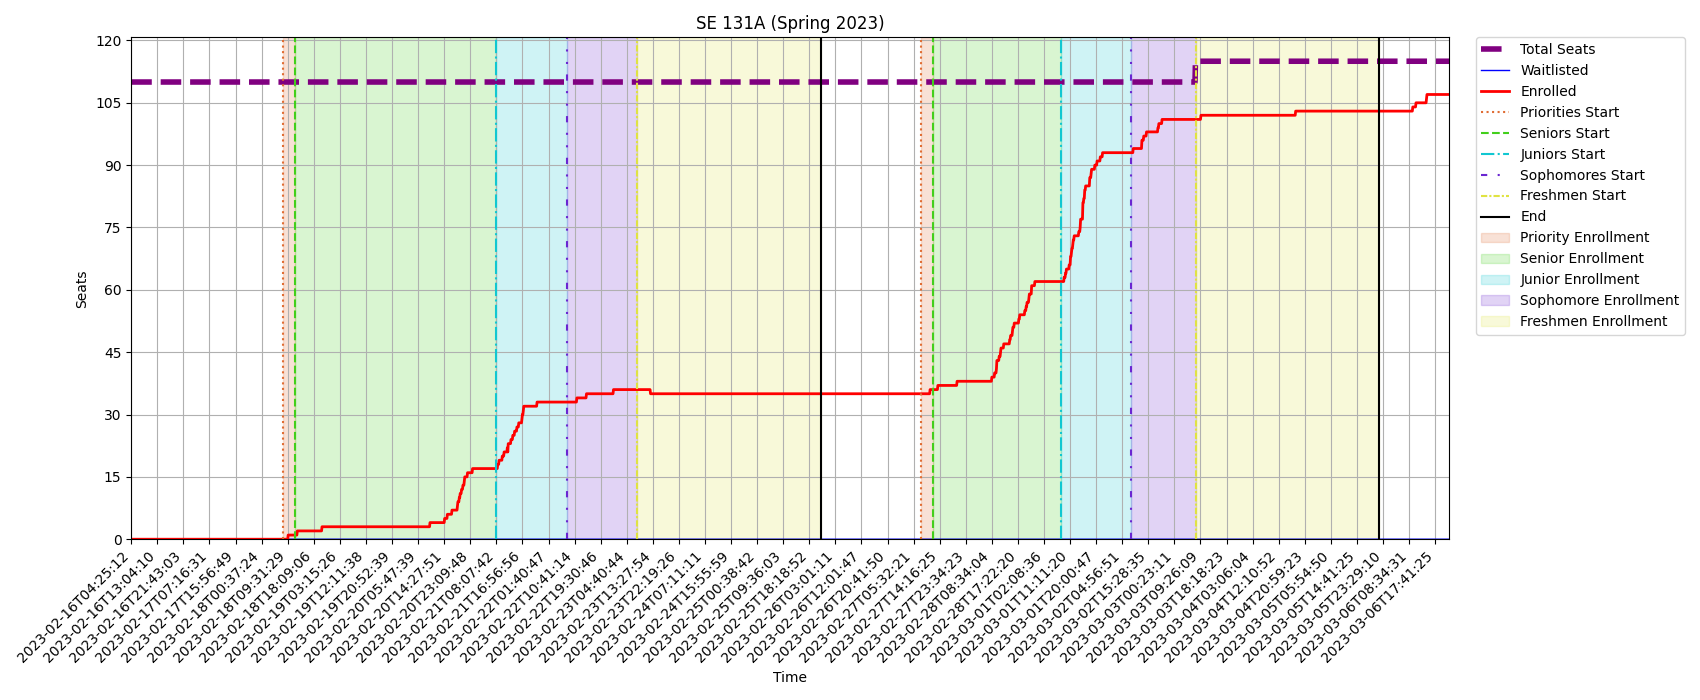 SE 131A (Spring 2023)
120
105
90
75
60
45
30
15
0
Seats
2023-02-16T04:25:12
2023-02-16T13:04:10
2023-02-16T21:43:03
2023-02-17T07:16:31
2023-02-17T15:56:49
2023-02-18T00:37:24
2023-02-18T09:31:29
2023-02-18T18:09:06
2023-02-19T03:15:26
2023-02-19T12:11:38
2023-02-19T20:52:39
2023-02-20T05:47:39
2023-02-20T14:27:51
2023-02-20T23:09:48
2023-02-21T08:07:42
2023-02-21T16:56:56
2023-02-22T01:40:47
2023-02-22T10:41:14
2023-02-22T19:30:46
2023-02-23T04:40:44
2023-02-23T13:27:54
2023-02-23T22:19:26
2023-02-24T07:11:11
2023-02-24T15:55:59
2023-02-25T00:38:42
2023-02-25T09:36:03
2023-02-25T18:18:52
2023-02-26T03:01:11
2023-02-26T12:01:47
2023-02-26T20:41:50
2023-02-27T05:32:21
2023-02-27T14:16:25
2023-02-27T23:34:23
2023-02-28T08:34:04
2023-02-28T17:22:20
2023-03-01T02:08:36
2023-03-01T11:11:20
2023-03-01T20:00:47
2023-03-02T04:56:51
2023-03-02T15:28:35
2023-03-03T00:23:11
2023-03-03T09:26:09
2023-03-03T18:18:23
2023-03-04T03:06:04
2023-03-04T12:10:52
2023-03-04T20:59:23
2023-03-05T05:54:50
2023-03-05T14:41:25
2023-03-05T23:29:10
2023-03-06T08:34:31
2023-03-06T17:41:25
Time
Total Seats
Waitlisted
Enrolled
Priorities Start
Seniors Start
Juniors Start
Sophomores Start
Freshmen Start
End
Priority Enrollment
Senior Enrollment
Junior Enrollment
Sophomore Enrollment
Freshmen Enrollment